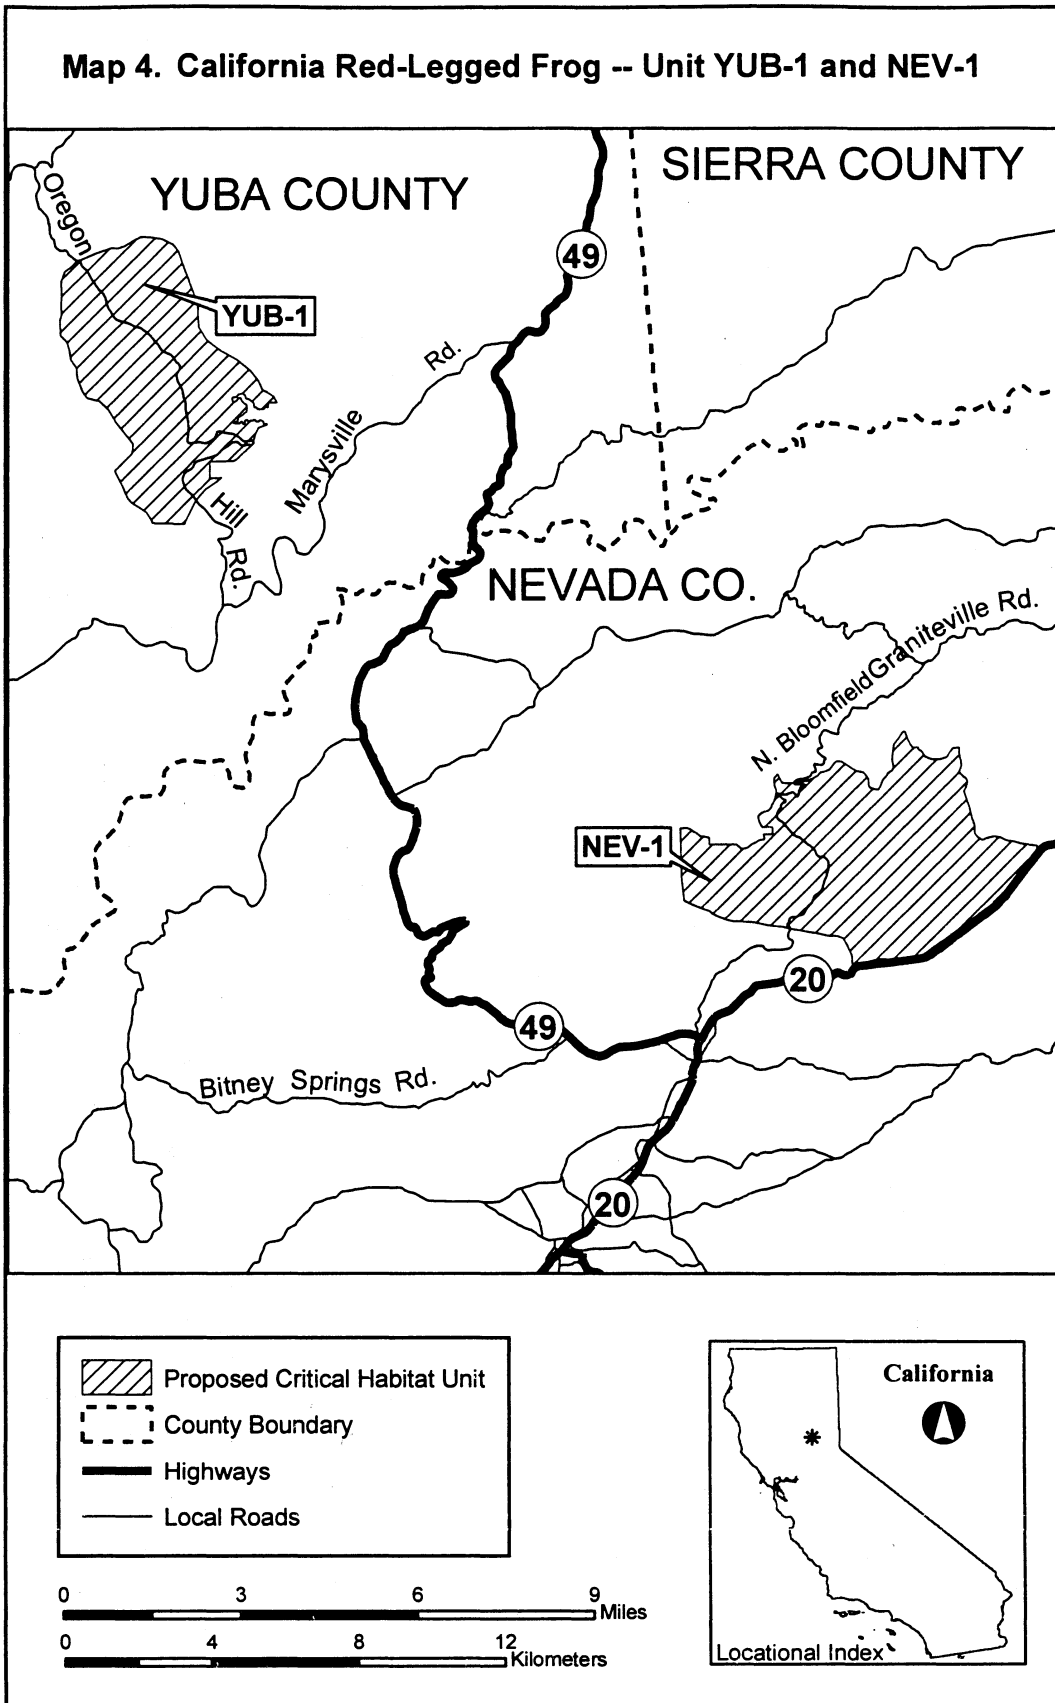 Map 4. California Red-Legged Frog -- Unit YUB-1 and NEV-1
SIERRA COUNTY
YUBA COUNTY
Oregon
49
YUB-1
Rd.
Marysville
Hill
Rd.
NEVADA CO.
N. Bloomfield Graniteville Rd.
NEV-1
20
49
Bitney Springs Rd.
20
Proposed Critical Habitat Unit
County Boundary
Highways
Local Roads
California
Locational Index
0 3 6 9
Miles
0 4 8 12
Kilometers